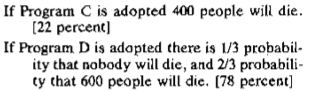 If Program C is adopted 400 people will die.
[22 percent]
If Program D is adopted there is 1/3 probabil-
ity that nobody will die, and 2/3 probabili-
ty that 600 people will die. [78 percent]